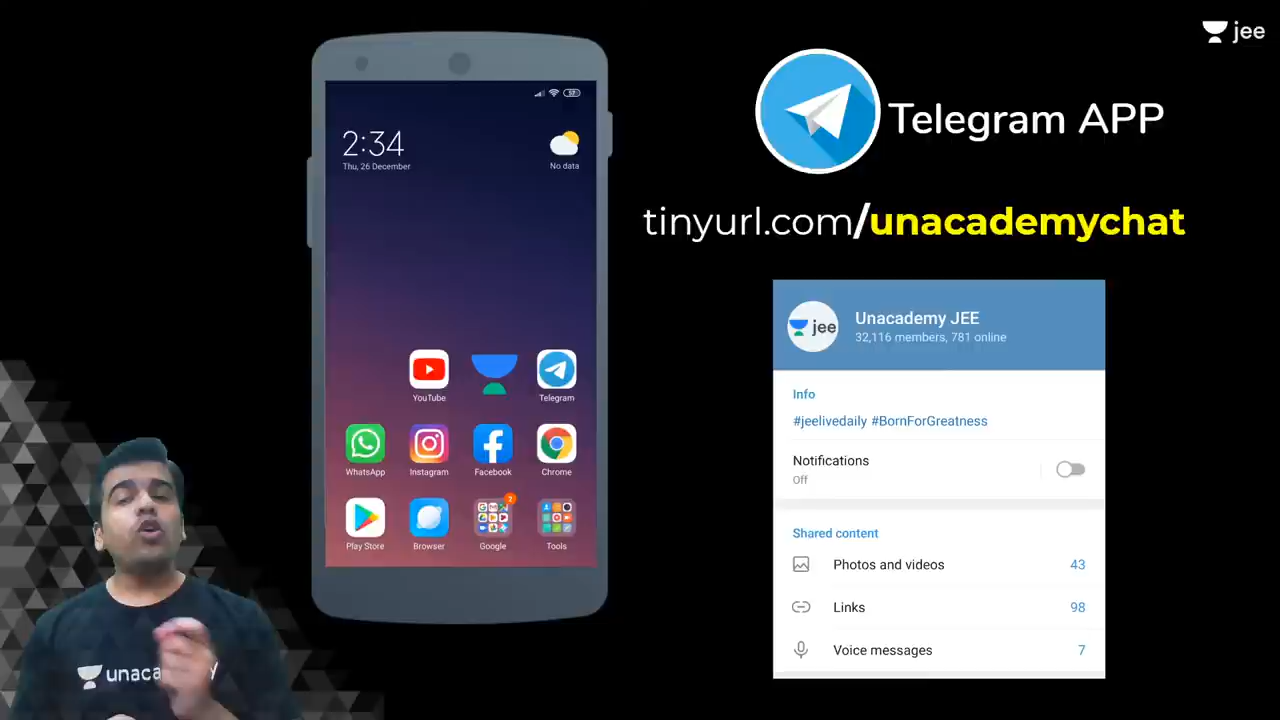 jee
Telegram APP
tinyurl.com/unacademychat
57
2:34
Thu, 26 December
No data
YouTube
Telegram
WhatsApp
Instagram
Facebook
Chrome
2
Play Store
Browser
Google
Tools
jee
Unacademy JEE
32,116 members, 781 online
Info
#jeelivedaily #BornForGreatness
Notifications
Off
Shared content
Photos and videos
43
Links
98
Voice messages
7